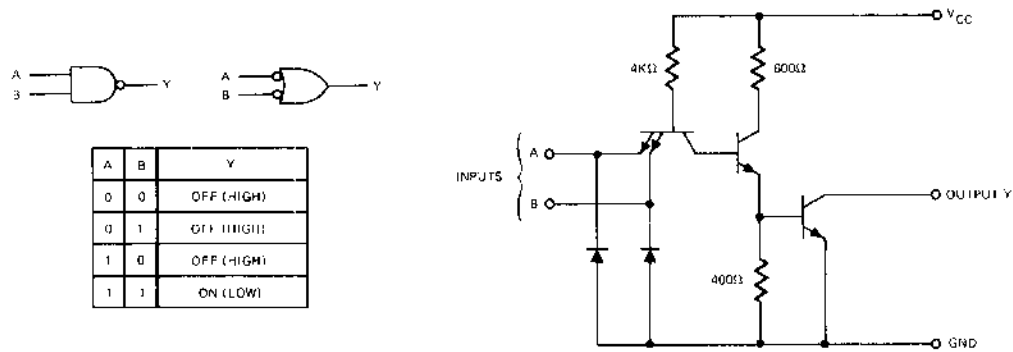 A
B
Y
A
B
Y
A B Y
0 0 OFF (HIGH)
0 1 OFF (HIGH)
1 0 OFF (HIGH)
1 1 ON (LOW)
VCC
4KΩ
600Ω
INPUTS
A
B
OUTPUT Y
400Ω
GND